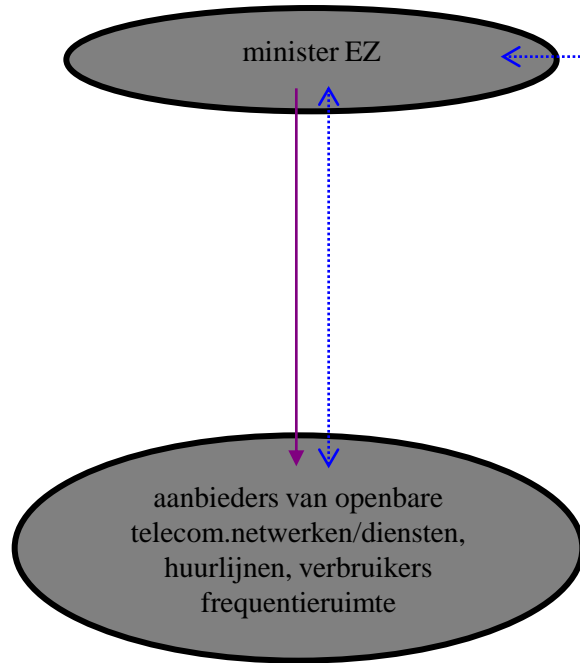 minister EZ
aanbieders van openbare
telecom.netwerken/diensten,
huurlijnen, verbruikers
frequentieruimte